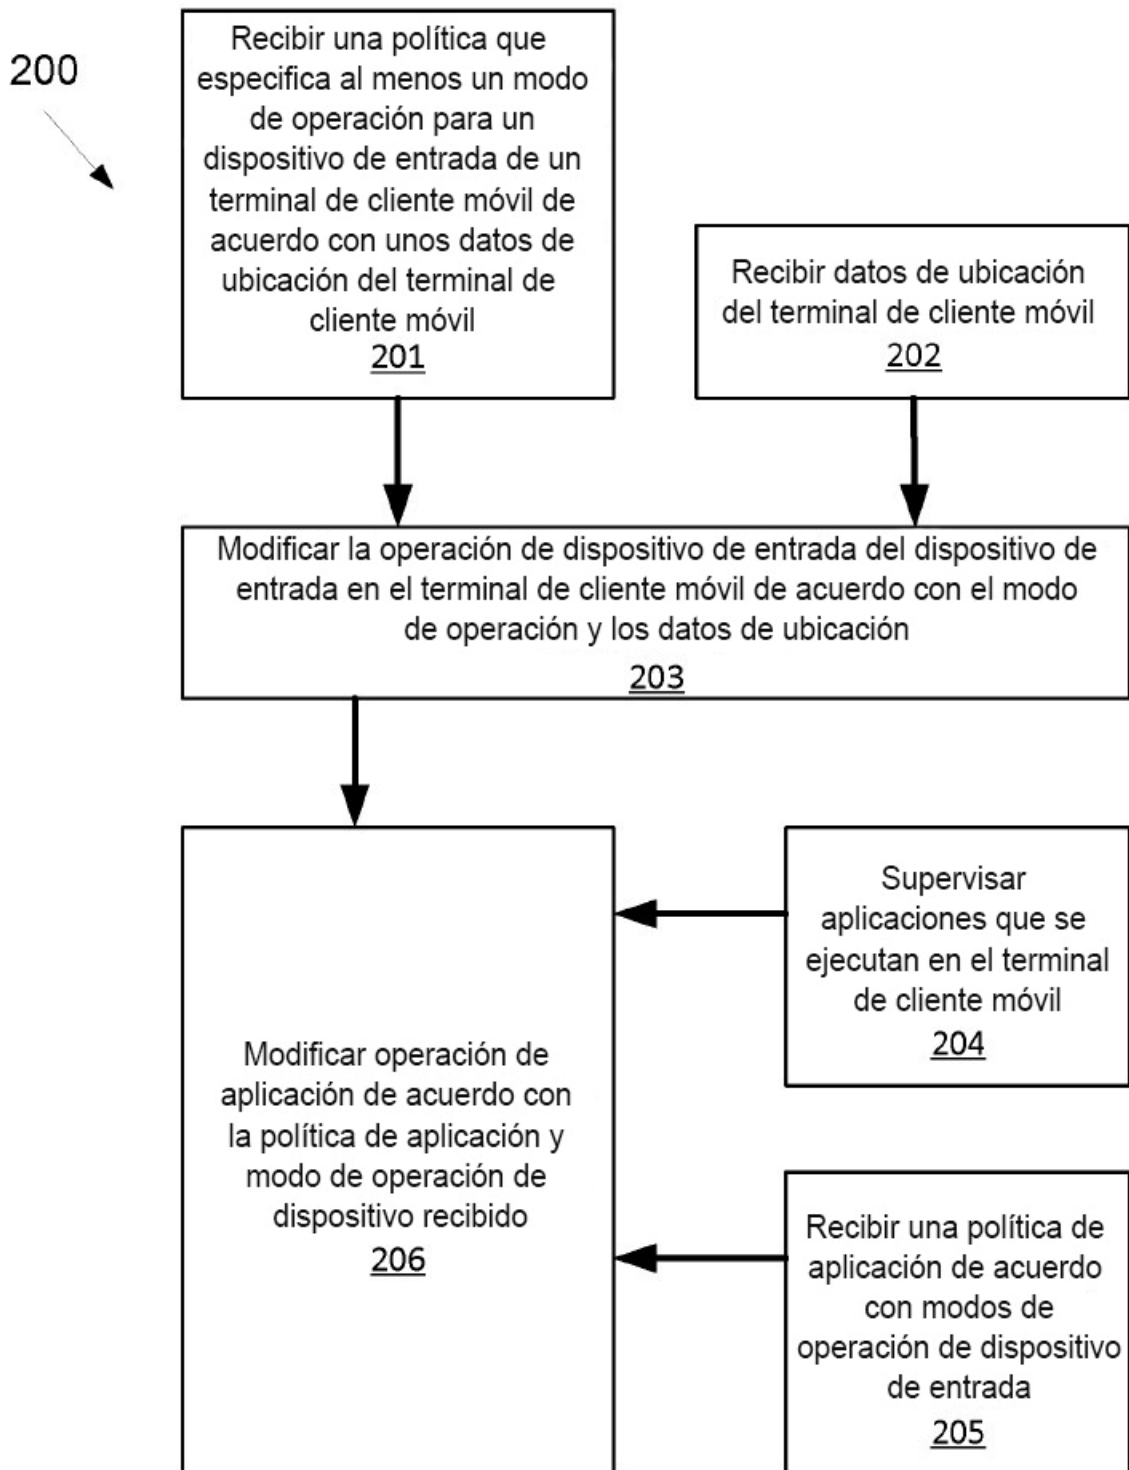 200
Recibir una política que
especifica al menos un modo
de operación para un
dispositivo de entrada de un
terminal de cliente móvil de
acuerdo con unos datos de
ubicación del terminal de
cliente móvil
201
Recibir datos de ubicación
del terminal de cliente móvil
202
Modificar la operación de dispositivo de entrada del dispositivo de
entrada en el terminal de cliente móvil de acuerdo con el modo
de operación y los datos de ubicación
203
Supervisar
aplicaciones que se
ejecutan en el terminal
de cliente móvil
204
Modificar operación de
aplicación de acuerdo con
la política de aplicación y
modo de operación de
dispositivo recibido
206
Recibir una política de
aplicación de acuerdo
con modos de
operación de dispositivo
de entrada
205